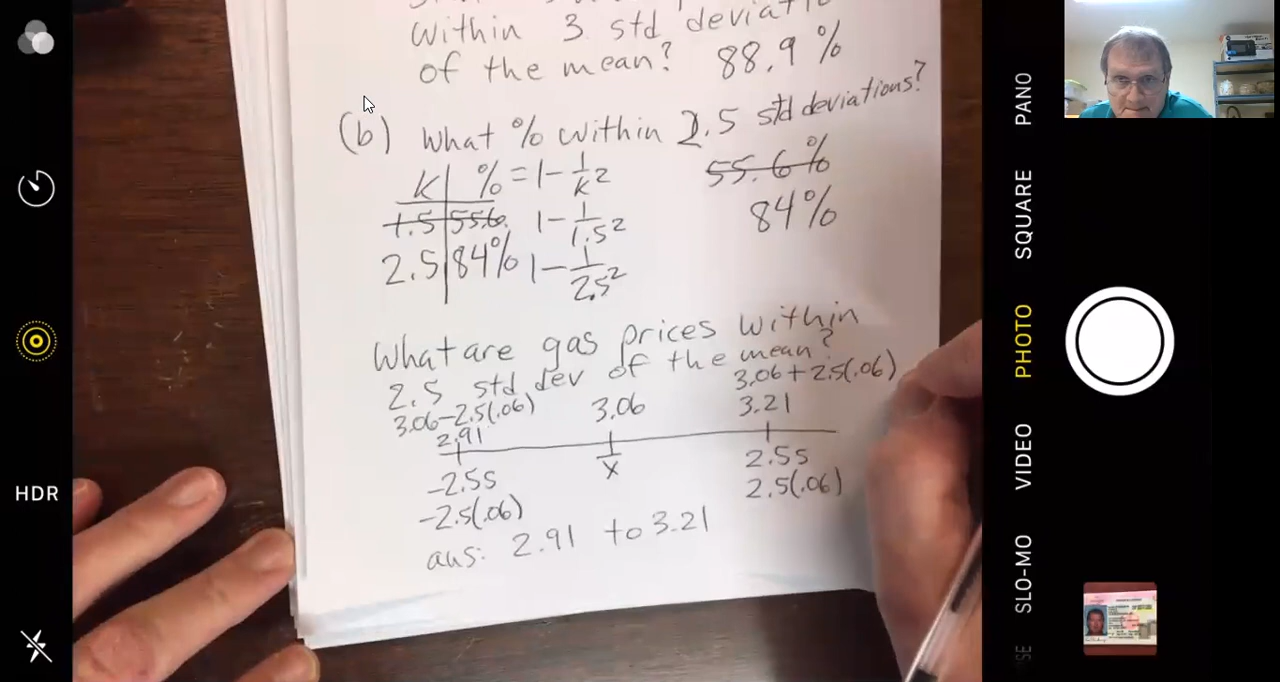 within 3 std deviati
of the mean? 88.9%
(b) What % within 2.5 std deviations?
K % = 1 - 1/K2
55.6%
1.5 55.6 1 - 1/1.52
84%
2.5 84% 1 - 1/2.52
What are gas prices within
2.5 std dev of the mean?
3.06-2.5(.06) 3.06 3.06+2.5(.06)
2.91 3.21
-2.5s x 2.5s
-2.5(.06) 2.5(.06)
ans: 2.91 to 3.21
HDR
PANO
SQUARE
PHOTO
VIDEO
SLO-MO
SE